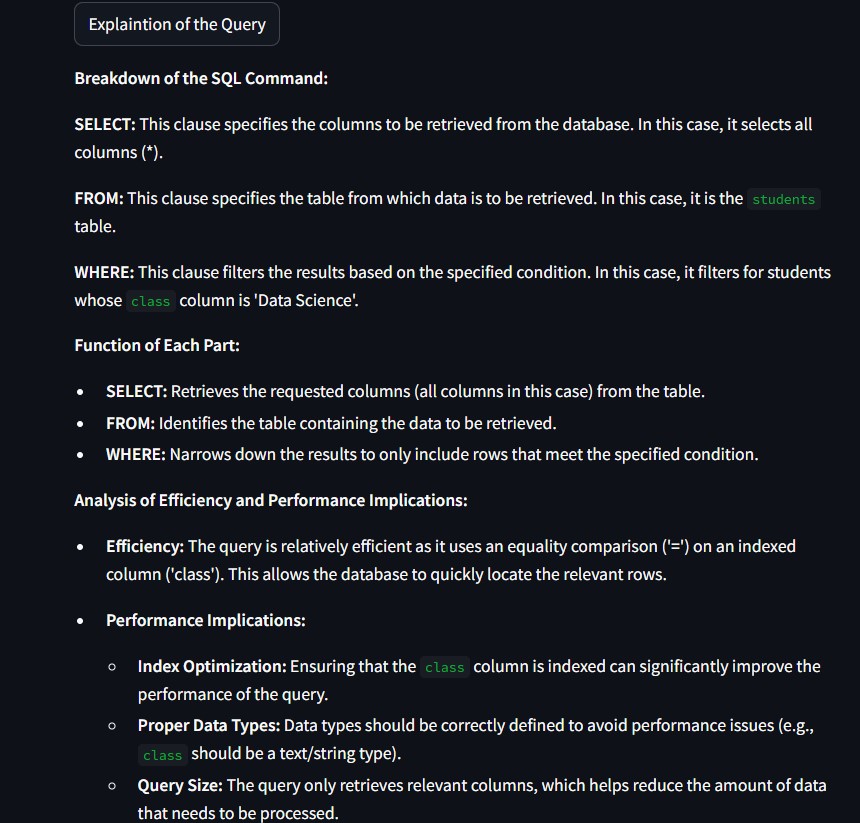 Explaintion of the Query
Breakdown of the SQL Command:
SELECT: This clause specifies the columns to be retrieved from the database. In this case, it selects all
columns (*).
FROM: This clause specifies the table from which data is to be retrieved. In this case, it is the students
table.
WHERE: This clause filters the results based on the specified condition. In this case, it filters for students
whose class column is 'Data Science'.
Function of Each Part:
• SELECT: Retrieves the requested columns (all columns in this case) from the table.
• FROM: Identifies the table containing the data to be retrieved.
• WHERE: Narrows down the results to only include rows that meet the specified condition.
Analysis of Efficiency and Performance Implications:
• Efficiency: The query is relatively efficient as it uses an equality comparison ('=') on an indexed
column ('class'). This allows the database to quickly locate the relevant rows.
• Performance Implications:
◦ Index Optimization: Ensuring that the class column is indexed can significantly improve the
performance of the query.
◦ Proper Data Types: Data types should be correctly defined to avoid performance issues (e.g.,
class should be a text/string type).
◦ Query Size: The query only retrieves relevant columns, which helps reduce the amount of data
that needs to be processed.